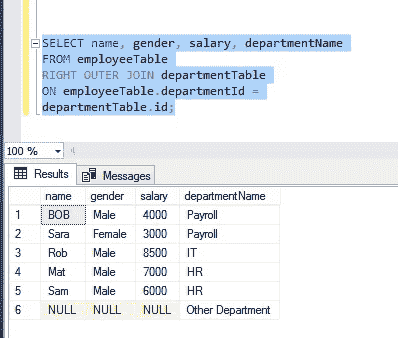 SELECT name, gender, salary, departmentName
FROM employeeTable
RIGHT OUTER JOIN departmentTable
ON employeeTable.departmentId =
departmentTable.id;
100 %
Results Messages
name gender salary departmentName
1 BOB Male 4000 Payroll
2 Sara Female 3000 Payroll
3 Rob Male 8500 IT
4 Mat Male 7000 HR
5 Sam Male 6000 HR
6 NULL NULL NULL Other Department